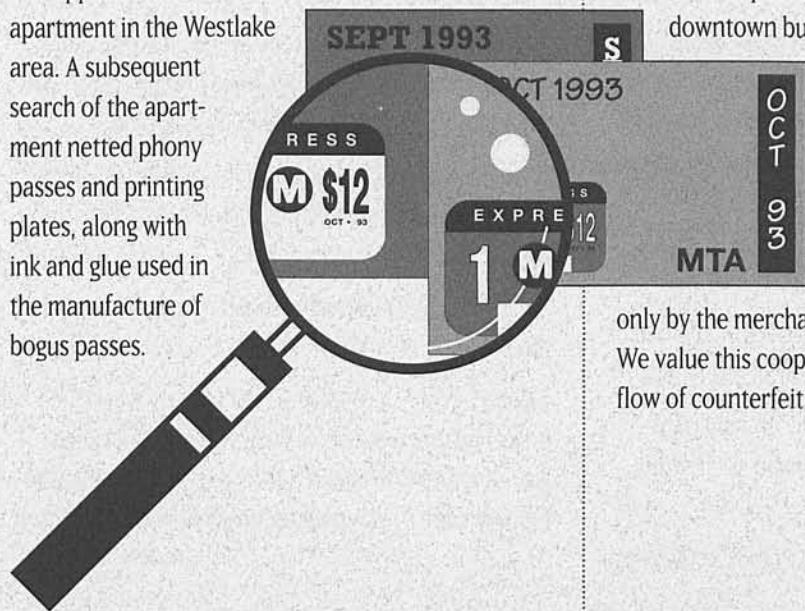 apartment in the Westlake
area. A subsequent
search of the apart-
ment netted phony
passes and printing
plates, along with
ink and glue used in
the manufacture of
bogus passes.
SEPT 1993
S
OCT 1993
OCT 93
MTA
RESS
M $12
OCT • 93
EXPRE
1 M
SS
$12
downtown bu
only by the mercha
We value this coop
flow of counterfeit